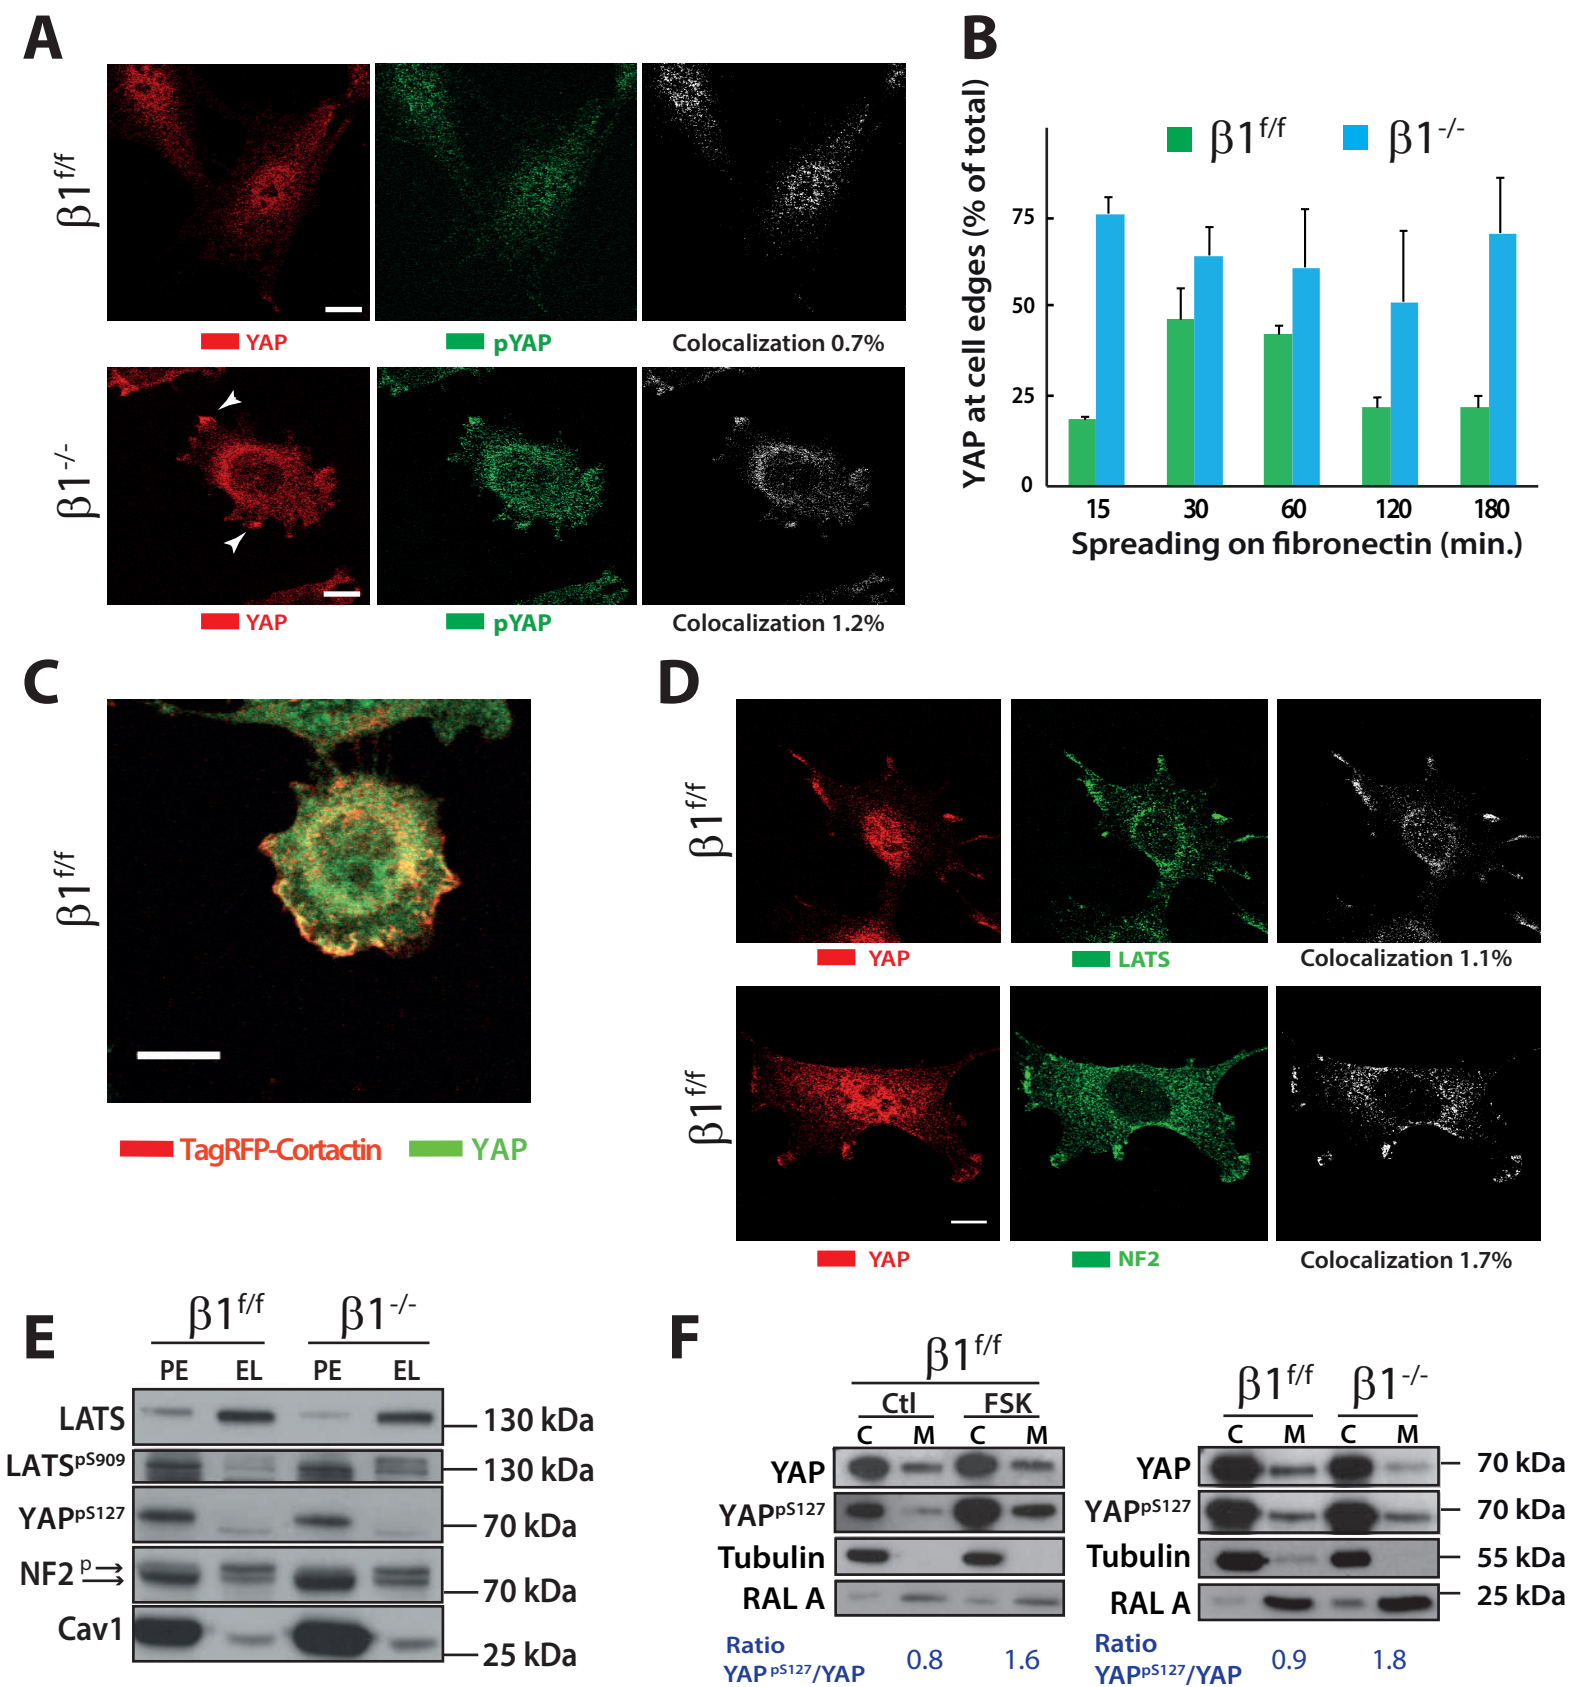 A
β1f/f
YAP
pYAP
Colocalization 0.7%
β1-/-
YAP
pYAP
Colocalization 1.2%
B
YAP at cell edges (% of total)
β1f/f
β1-/-
75
50
25
0
15 30 60 120 180
Spreading on fibronectin (min.)
C
β1f/f
TagRFP-Cortactin YAP
D
β1f/f
YAP
LATS
Colocalization 1.1%
β1f/f
YAP
NF2
Colocalization 1.7%
E
β1f/f β1-/-
PE EL PE EL
LATS 130 kDa
LATSpS909 130 kDa
YAPpS127 70 kDa
NF2 p 70 kDa
Cav1 25 kDa
F
β1f/f
Ctl FSK
C M C M
YAP
YAPpS127
Tubulin
RAL A
Ratio
YAPpS127/YAP 0.8 1.6
β1f/f β1-/-
C M C M
YAP 70 kDa
YAPpS127 70 kDa
Tubulin 55 kDa
RAL A 25 kDa
Ratio
YAPpS127/YAP 0.9 1.8